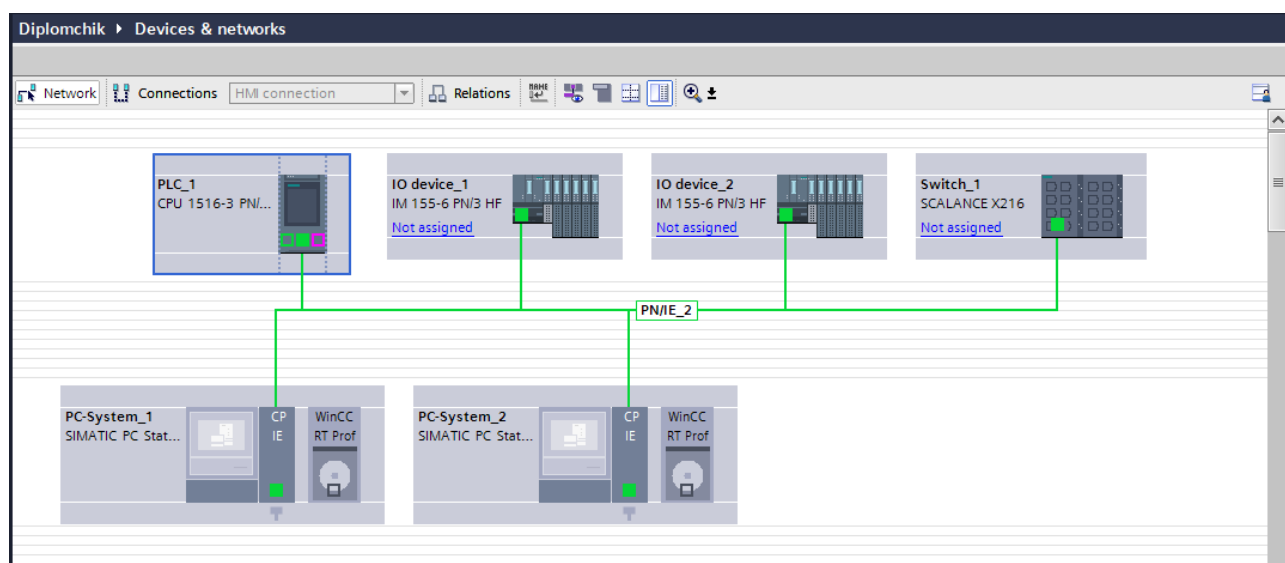 Diplomchik Devices & networks
Network Connections HMI connection Relations
PLC_1
CPU 1516-3 PN/...
IO device_1
IM 155-6 PN/3 HF
Not assigned
IO device_2
IM 155-6 PN/3 HF
Not assigned
Switch_1
SCALANCE X216
Not assigned
PN/IE_2
PC-System_1
SIMATIC PC Stat...
CP
IE
WinCC
RT Prof
PC-System_2
SIMATIC PC Stat...
CP
IE
WinCC
RT Prof